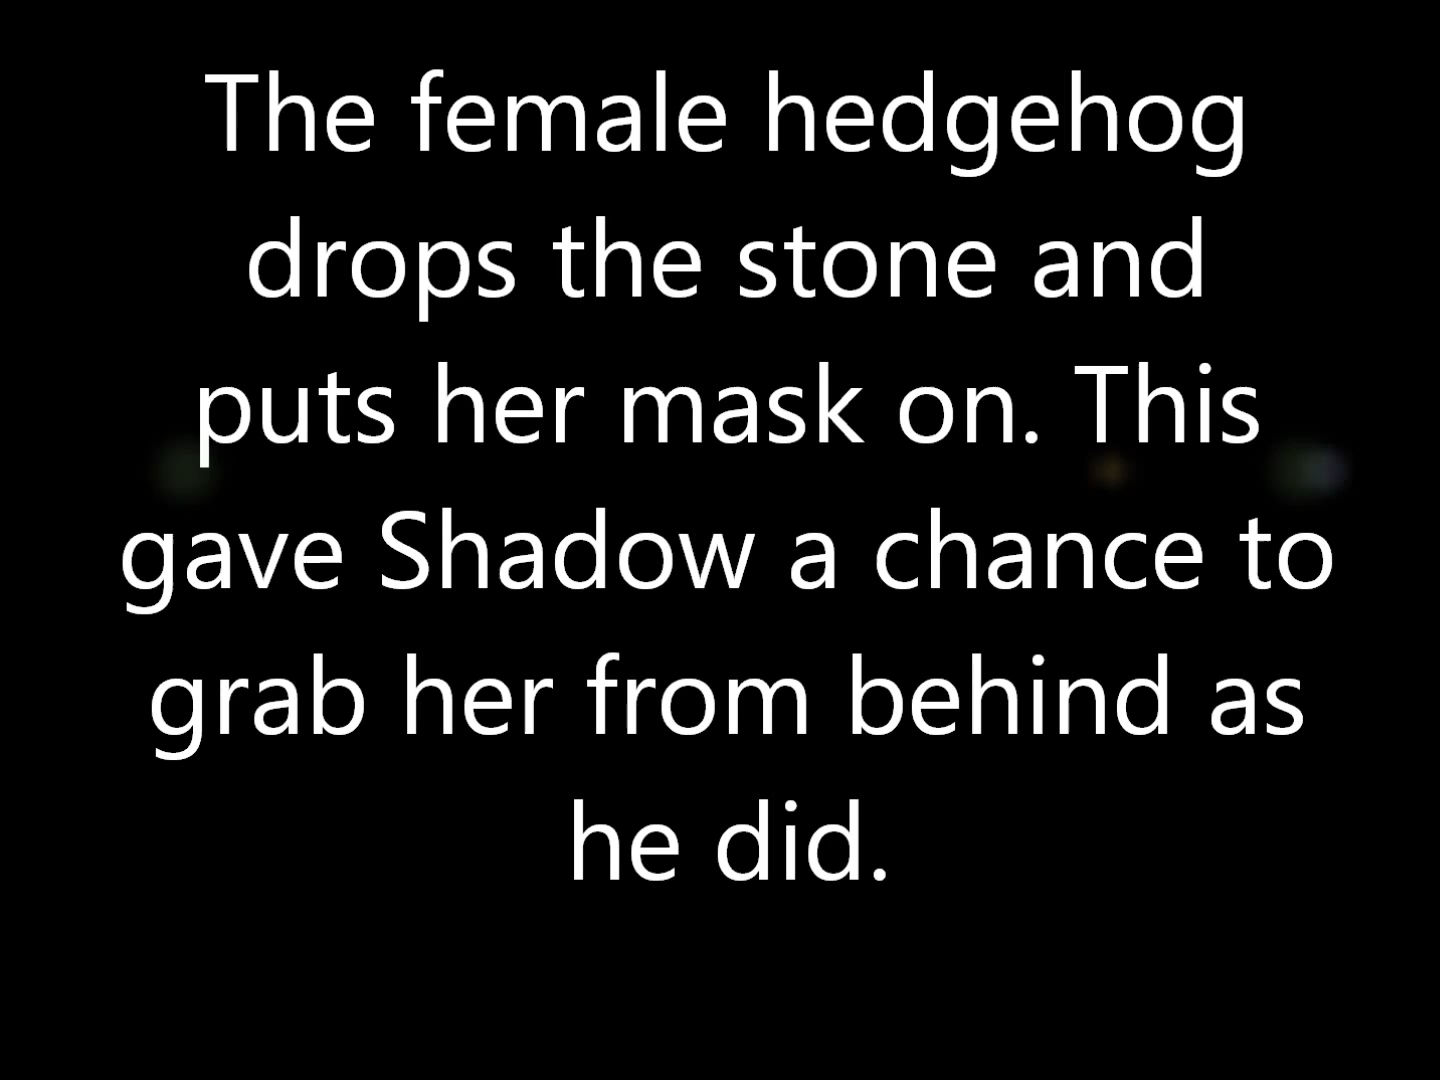 The female hedgehog
drops the stone and
puts her mask on. This
gave Shadow a chance to
grab her from behind as
he did.